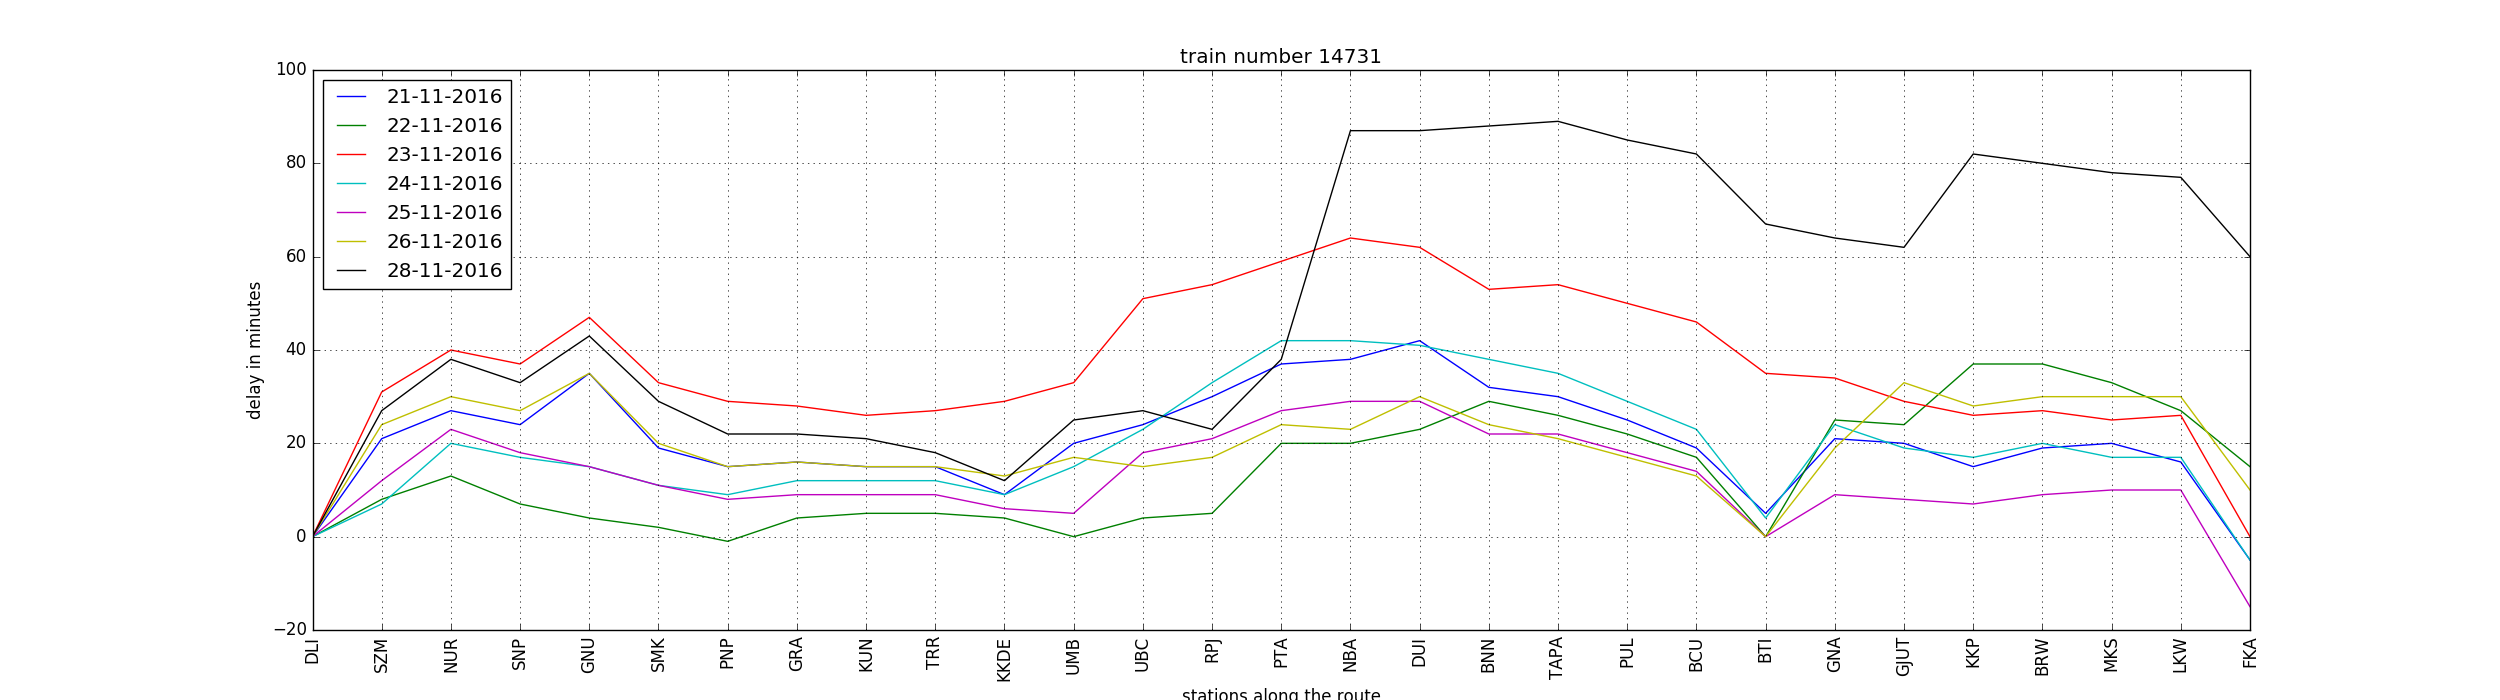 train number 14731
100
80
60
40
20
0
−20
delay in minutes
21-11-2016
22-11-2016
23-11-2016
24-11-2016
25-11-2016
26-11-2016
28-11-2016
DLI
SZM
NUR
SNP
GNU
SMK
PNP
GRA
KUN
TRR
KKDE
UMB
UBC
RPJ
PTA
NBA
DUI
BNN
TAPA
PUL
BCU
BTI
GNA
GJUT
KKP
BRW
MKS
LKW
FKA
stations along the route